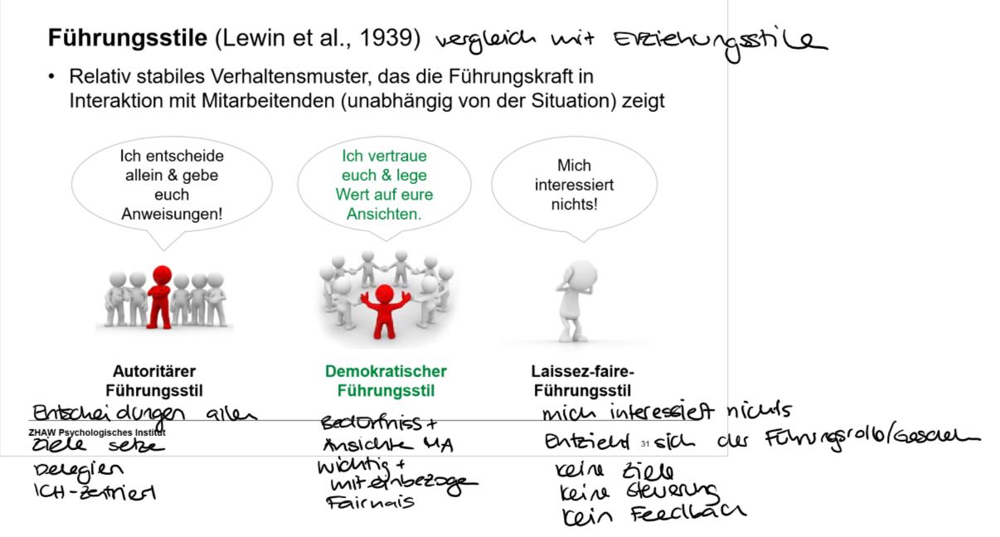 Führungsstile (Lewin et al., 1939) vergleich mit Erziehungsstile
• Relativ stabiles Verhaltensmuster, das die Führungskraft in
Interaktion mit Mitarbeitenden (unabhängig von der Situation) zeigt
Ich entscheide
allein & gebe
euch
Anweisungen!
Ich vertraue
euch & lege
Wert auf eure
Ansichten.
Mich
interessiert
nichts!
Autoritärer
Führungsstil
Demokratischer
Führungsstil
Laissez-faire-
Führungsstil
Entscheidungen allen
ZHAW Psychologisches Institut
Ziele setze
Delegien
ICH-zentriert
Bedürfniss +
Ansichte MA
wichtig +
miteinbezoge
Fairnais
mich interessiert nichts
Entzieht sich der Führungsrolle/
31
keine Ziele
keine Steuerung
kein Feedback